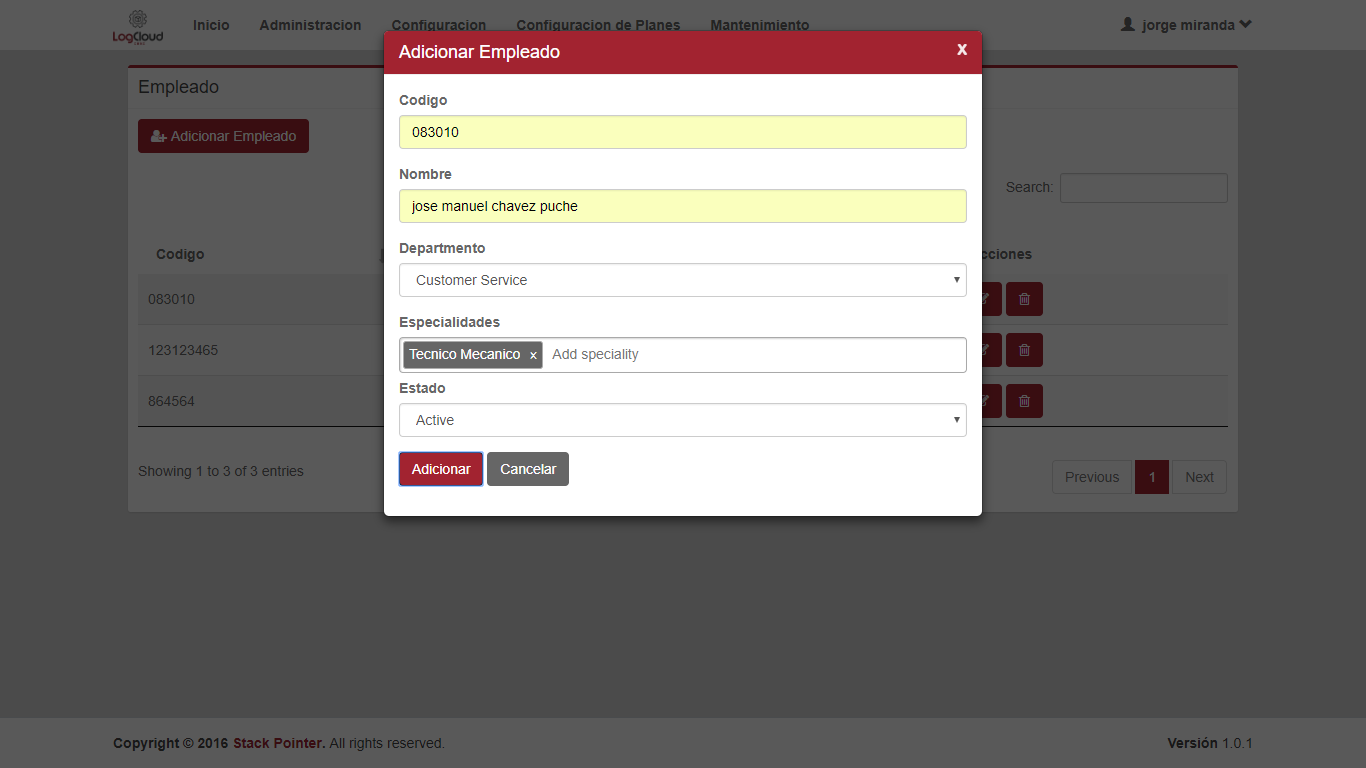 LogCloud
Inicio
Administracion
Configuracion
Configuracion de Planes
Mantenimiento
jorge miranda
Adicionar Empleado
x
Empleado
Adicionar Empleado
Codigo
083010
Nombre
jose manuel chavez puche
Search:
Departmento
Customer Service
Especialidades
Tecnico Mecanico x
Add speciality
Estado
Active
Adicionar
Cancelar
Codigo
cciones
083010
123123465
864564
Showing 1 to 3 of 3 entries
Previous
1
Next
Copyright © 2016 Stack Pointer. All rights reserved.
Versión 1.0.1